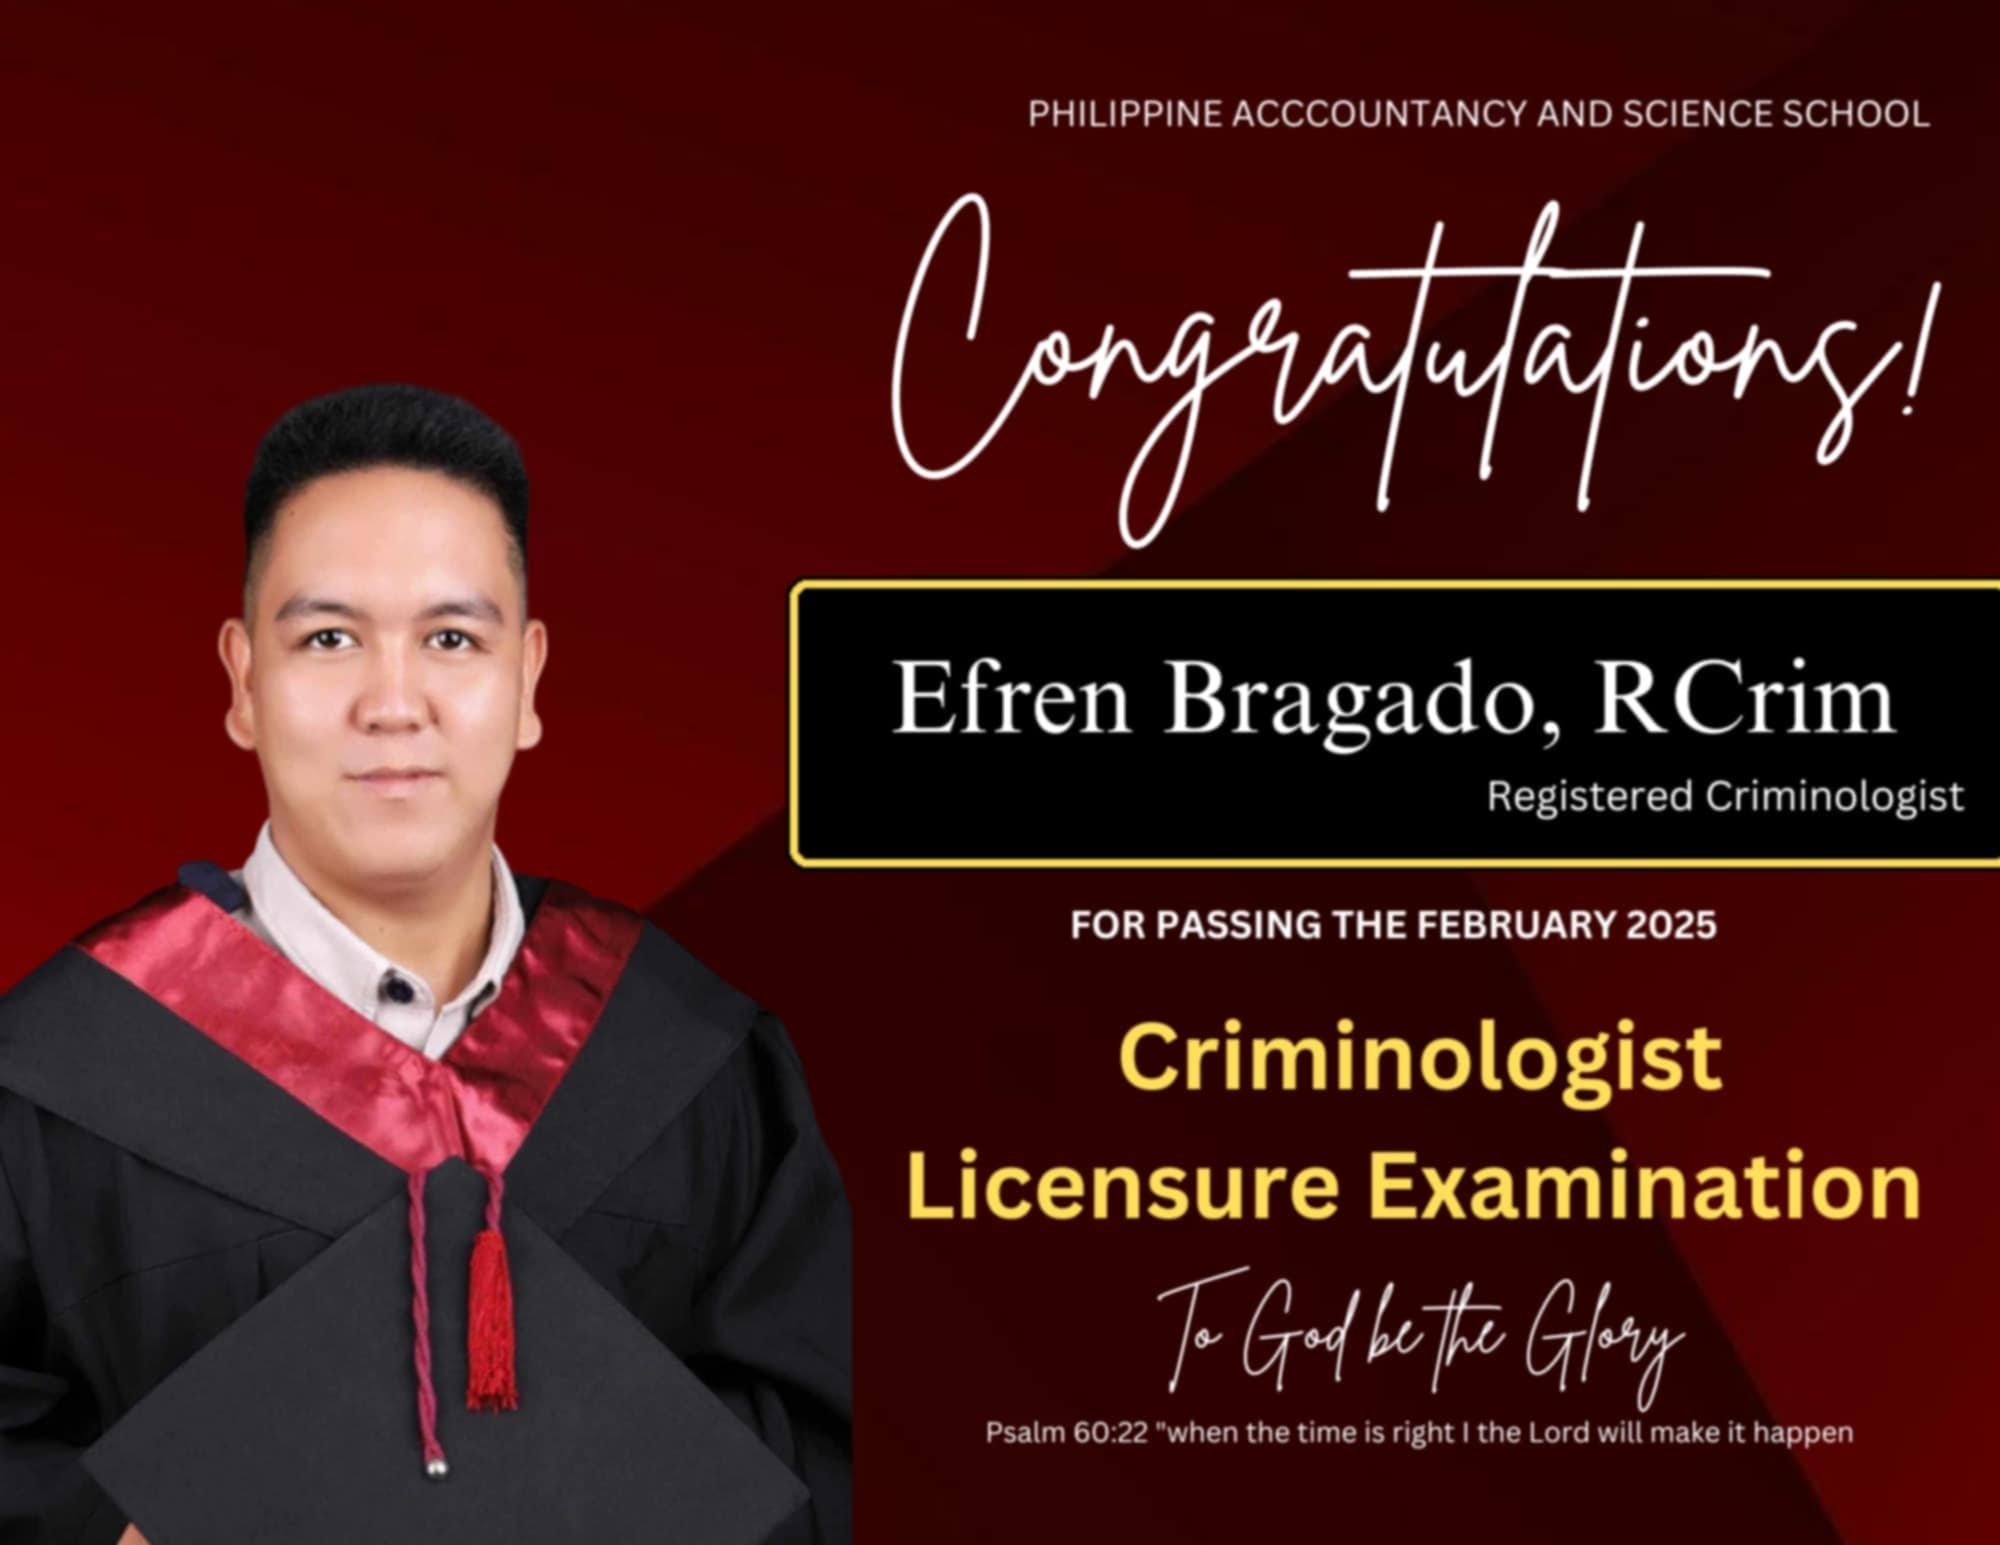 PHILIPPINE ACCCOUNTANCY AND SCIENCE SCHOOL
Congratulations!
Efren Bragado, RCrim
Registered Criminologist
FOR PASSING THE FEBRUARY 2025
Criminologist
Licensure Examination
To God be the Glory
Psalm 60:22 "when the time is right I the Lord will make it happen